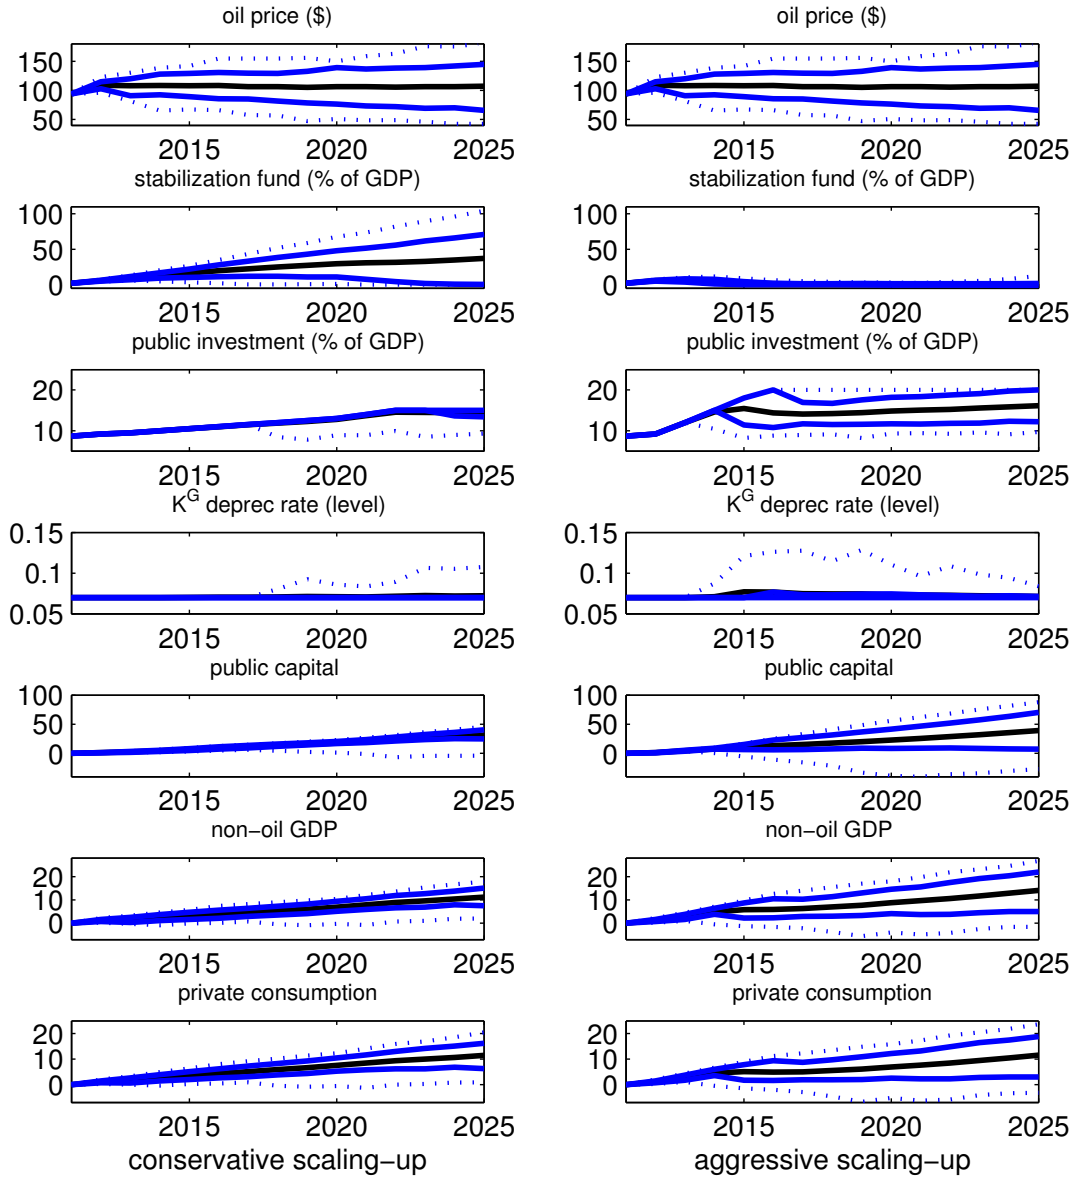 oil price ($) oil price ($)
150 150
100 100
50 50
2015 2020 2025 2015 2020 2025
stabilization fund (% of GDP) stabilization fund (% of GDP)
100 100
50 50
0 0
2015 2020 2025 2015 2020 2025
public investment (% of GDP) public investment (% of GDP)
20 20
10 10
2015 2020 2025 2015 2020 2025
K^G deprec rate (level) K^G deprec rate (level)
0.15 0.15
0.1 0.1
0.05 0.05
2015 2020 2025 2015 2020 2025
public capital public capital
100 100
50 50
0 0
2015 2020 2025 2015 2020 2025
non−oil GDP non−oil GDP
20 20
10 10
0 0
2015 2020 2025 2015 2020 2025
private consumption private consumption
20 20
10 10
0 0
2015 2020 2025 2015 2020 2025
conservative scaling−up aggressive scaling−up